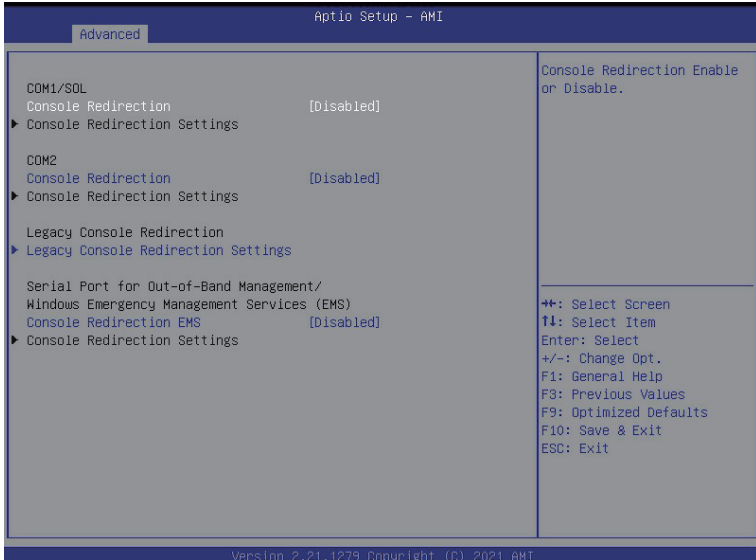 Aptio Setup – AMI
Advanced
COM1/SOL
Console Redirection [Disabled]
▶ Console Redirection Settings
COM2
Console Redirection [Disabled]
▶ Console Redirection Settings
Legacy Console Redirection
▶ Legacy Console Redirection Settings
Serial Port for Out-of-Band Management/
Windows Emergency Management Services (EMS)
Console Redirection EMS [Disabled]
▶ Console Redirection Settings
Console Redirection Enable
or Disable.
→←: Select Screen
↑↓: Select Item
Enter: Select
+/-: Change Opt.
F1: General Help
F3: Previous Values
F9: Optimized Defaults
F10: Save & Exit
ESC: Exit
Version 2.21.1279 Copyright (C) 2021 AMI